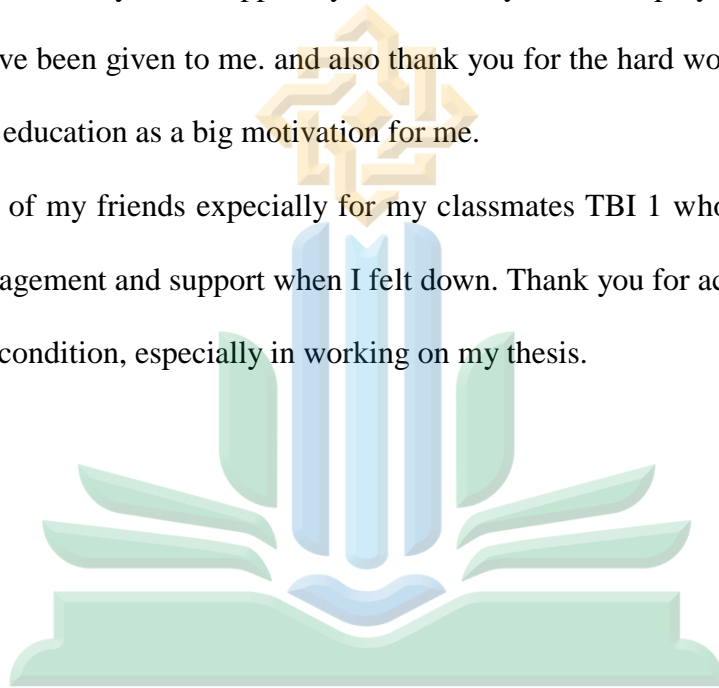 ve been given to me. and also thank you for the hard wo
education as a big motivation for me.
of my friends expecially for my classmates TBI 1 who
agement and support when I felt down. Thank you for ac
condition, especially in working on my thesis.